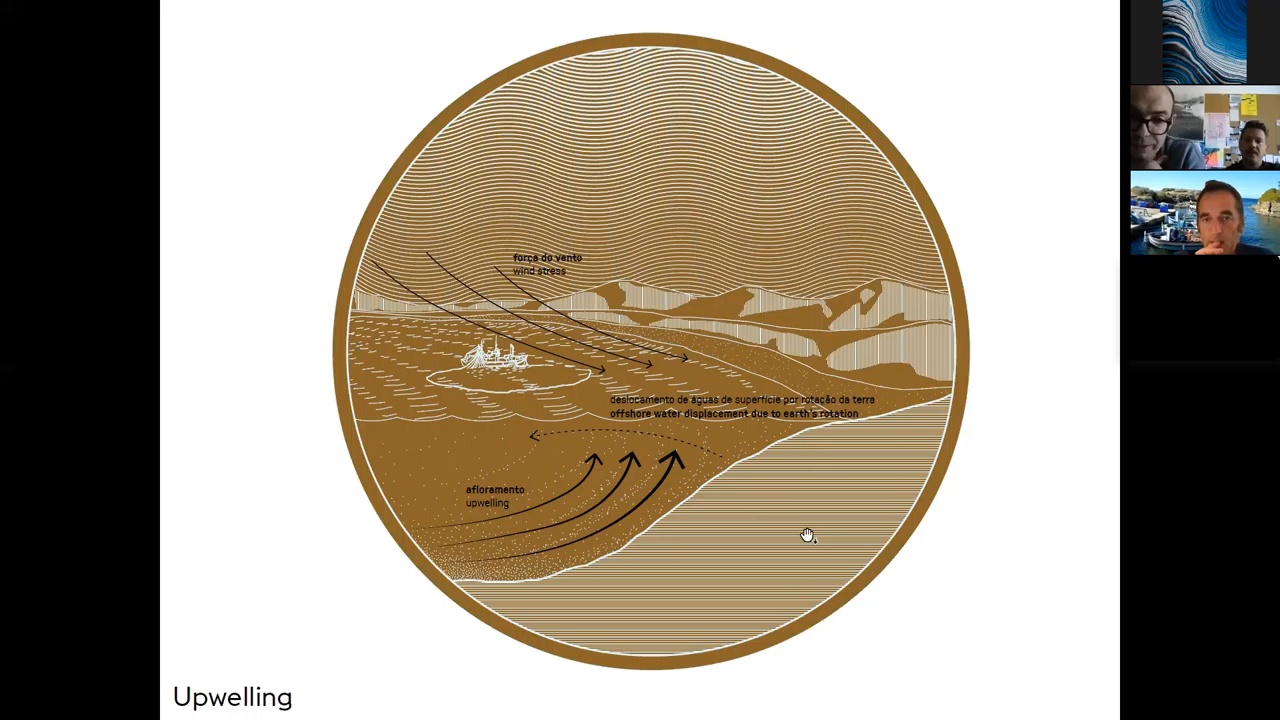 força do vento
wind stress
deslocamento de águas de superfície por rotação da terra
offshore water displacement due to earth's rotation
afloramento
upwelling
Upwelling